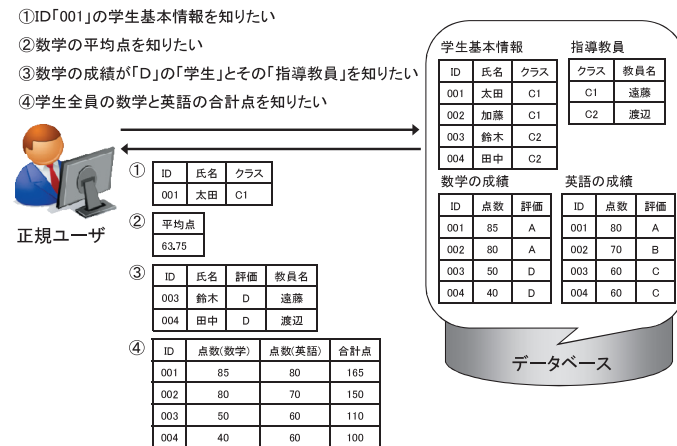 ①ID「001」の学生基本情報を知りたい
②数学の平均点を知りたい
③数学の成績が「D」の「学生」とその「指導教員」を知りたい
④学生全員の数学と英語の合計点を知りたい
正規ユーザ
①
ID 氏名 クラス
001 太田 C1
②
平均点
63.75
③
ID 氏名 評価 教員名
003 鈴木 D 遠藤
004 田中 D 渡辺
④
ID 点数(数学) 点数(英語) 合計点
001 85 80 165
002 80 70 150
003 50 60 110
004 40 60 100
学生基本情報
ID 氏名 クラス
001 太田 C1
002 加藤 C1
003 鈴木 C2
004 田中 C2
指導教員
クラス 教員名
C1 遠藤
C2 渡辺
数学の成績
ID 点数 評価
001 85 A
002 80 A
003 50 D
004 40 D
英語の成績
ID 点数 評価
001 80 A
002 70 B
003 60 C
004 60 C
データベース